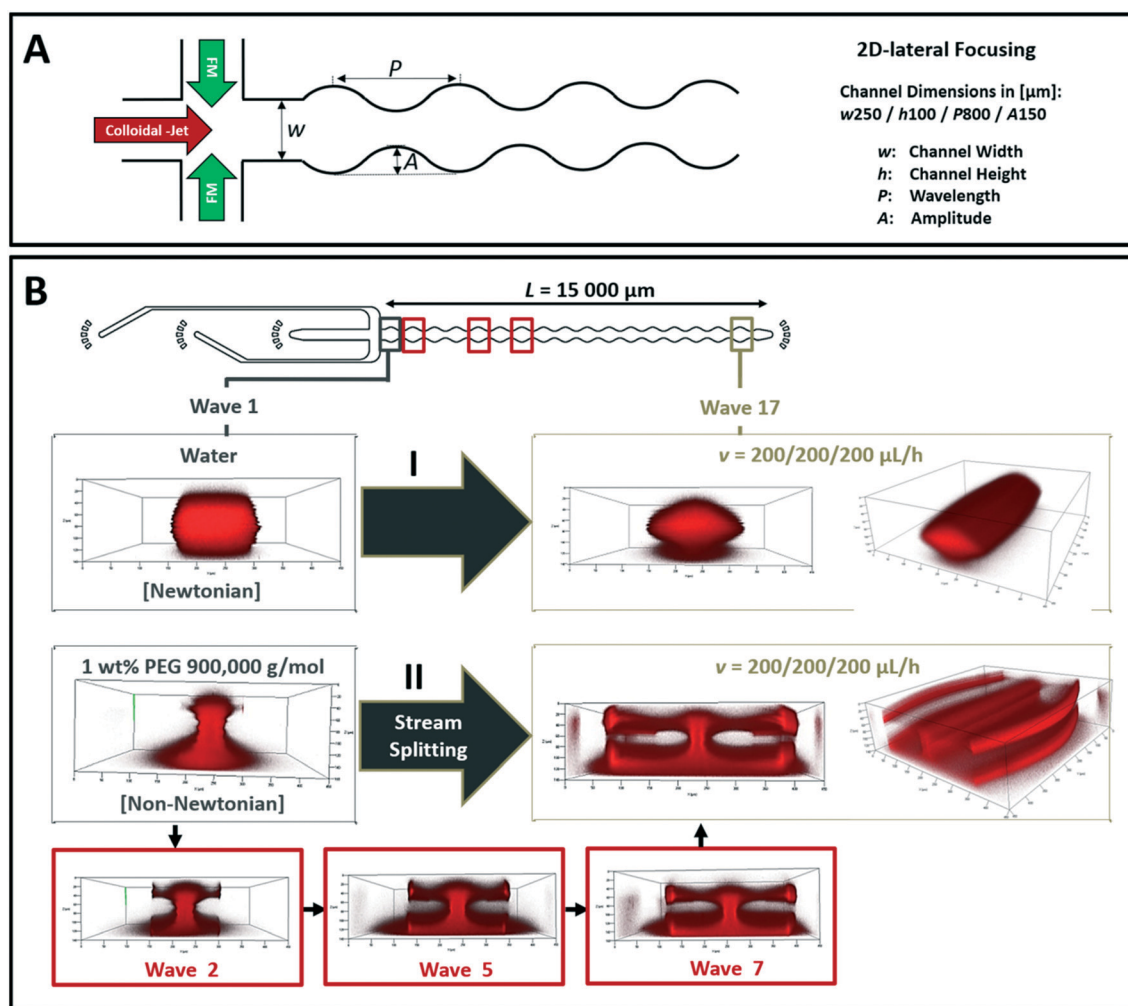 A
FM
P
2D-lateral Focusing
Channel Dimensions in [µm]:
w250 / h100 / P800 / A150
Colloidal -Jet
w
w: Channel Width
h: Channel Height
P: Wavelength
A: Amplitude
A
FM
B
L = 15 000 µm
Wave 1
Wave 17
Water
I
v = 200/200/200 µL/h
[Newtonian]
1 wt% PEG 900,000 g/mol
II
v = 200/200/200 µL/h
Stream
Splitting
[Non-Newtonian]
Wave 2
Wave 5
Wave 7